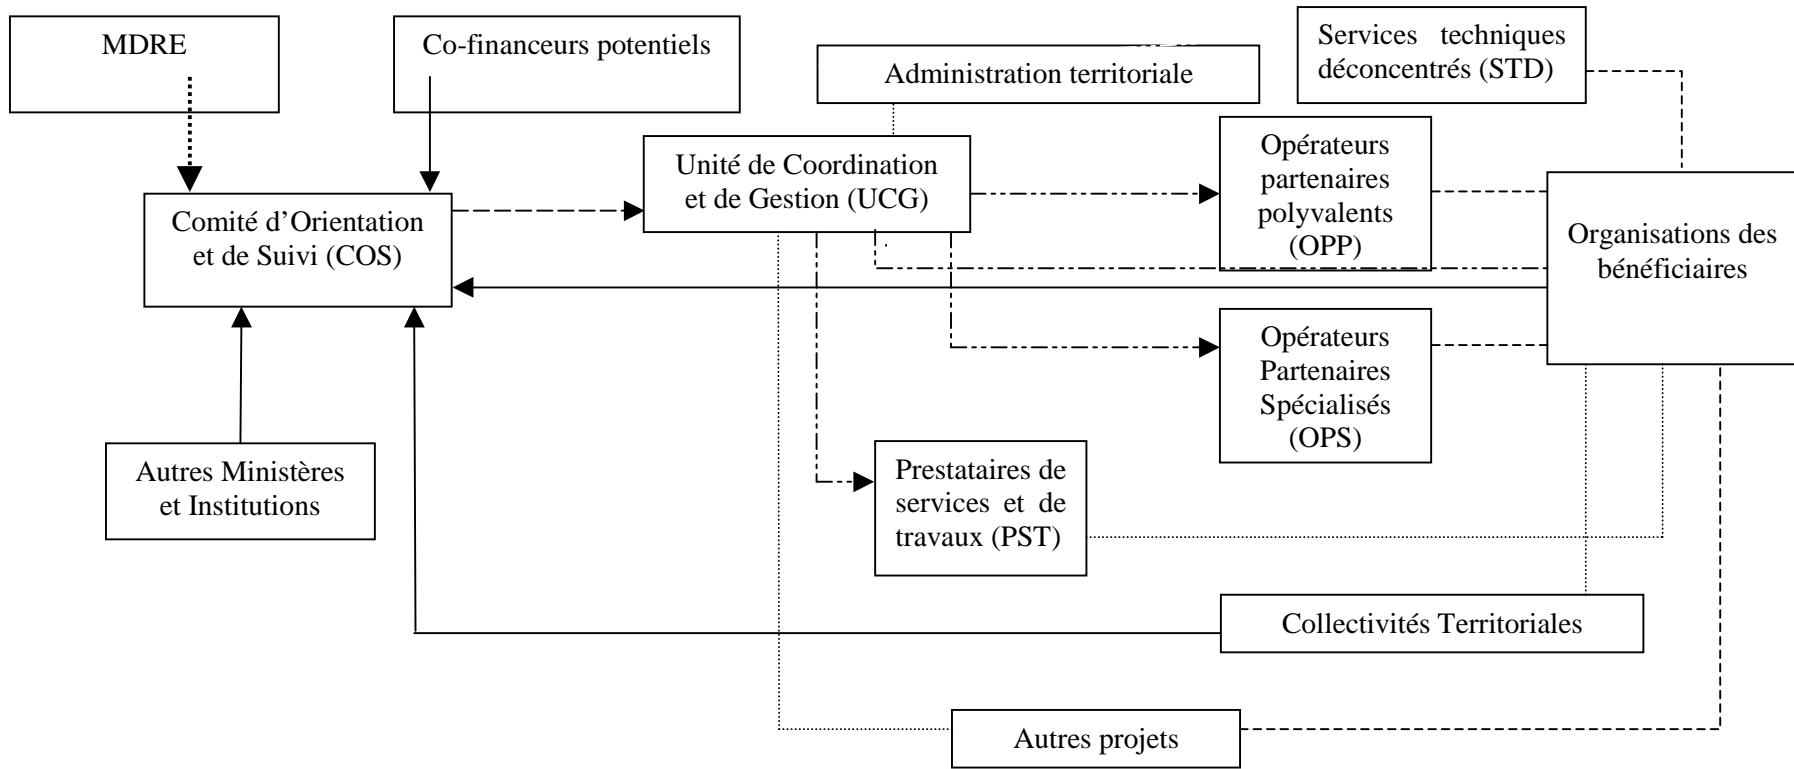 MDRE
Co-financeurs potentiels
Administration territoriale
Services techniques
déconcentrés (STD)
Unité de Coordination
et de Gestion (UCG)
Opérateurs
partenaires
polyvalents
(OPP)
Comité d’Orientation
et de Suivi (COS)
Organisations des
bénéficiaires
Opérateurs
Partenaires
Spécialisés
(OPS)
Autres Ministères
et Institutions
Prestataires de
services et de
travaux (PST)
Collectivités Territoriales
Autres projets